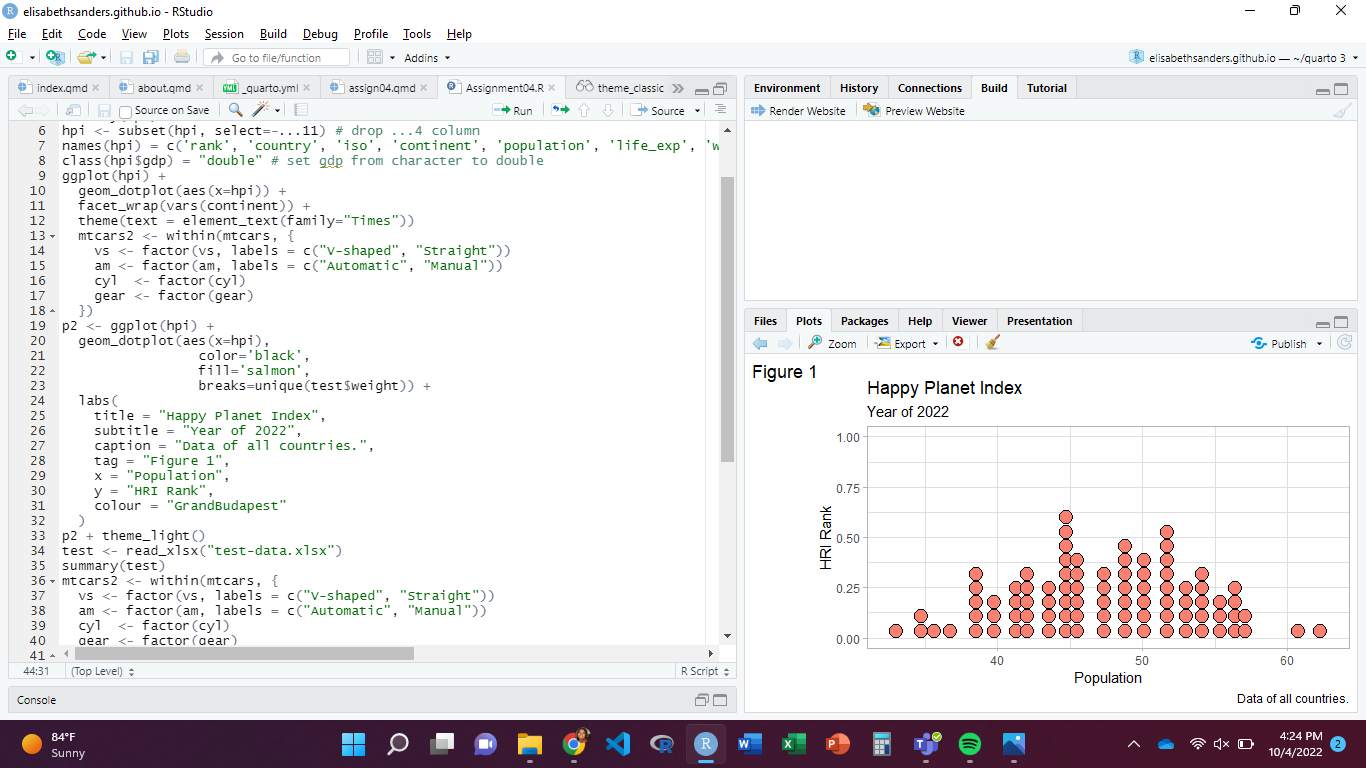 elisabethsanders.github.io - RStudio
File Edit Code View Plots Session Build Debug Profile Tools Help
Go to file/function
Addins
elisabethsanders.github.io — ~/quarto 3
index.qmd
about.qmd
_quarto.yml
assign04.qmd
Assignment04.R
theme_classic
Source on Save
Run
Source
6 hpi <- subset(hpi, select=-...11) # drop ...4 column
7 names(hpi) = c('rank', 'country', 'iso', 'continent', 'population', 'life_exp', 'w
8 class(hpi$gdp) = "double" # set gdp from character to double
9 ggplot(hpi) +
10 geom_dotplot(aes(x=hpi)) +
11 facet_wrap(vars(continent)) +
12 theme(text = element_text(family="Times"))
13 mtcars2 <- within(mtcars, {
14 vs <- factor(vs, labels = c("V-shaped", "Straight"))
15 am <- factor(am, labels = c("Automatic", "Manual"))
16 cyl  <- factor(cyl)
17 gear <- factor(gear)
18 })
19 p2 <- ggplot(hpi) +
20 geom_dotplot(aes(x=hpi),
21 color='black',
22 fill='salmon',
23 breaks=unique(test$weight)) +
24 labs(
25 title = "Happy Planet Index",
26 subtitle = "Year of 2022",
27 caption = "Data of all countries.",
28 tag = "Figure 1",
29 x = "Population",
30 y = "HRI Rank",
31 colour = "GrandBudapest"
32 )
33 p2 + theme_light()
34 test <- read_xlsx("test-data.xlsx")
35 summary(test)
36 mtcars2 <- within(mtcars, {
37 vs <- factor(vs, labels = c("V-shaped", "Straight"))
38 am <- factor(am, labels = c("Automatic", "Manual"))
39 cyl  <- factor(cyl)
40 gear <- factor(gear)
41
44:31 (Top Level) R Script
Console
Environment History Connections Build Tutorial
Render Website Preview Website
Files Plots Packages Help Viewer Presentation
Zoom Export Publish
Figure 1
Happy Planet Index
Year of 2022
1.00
0.75
0.50
0.25
0.00
HRI Rank
40 50 60
Population
Data of all countries.
84°F
Sunny
4:24 PM
10/4/2022
2